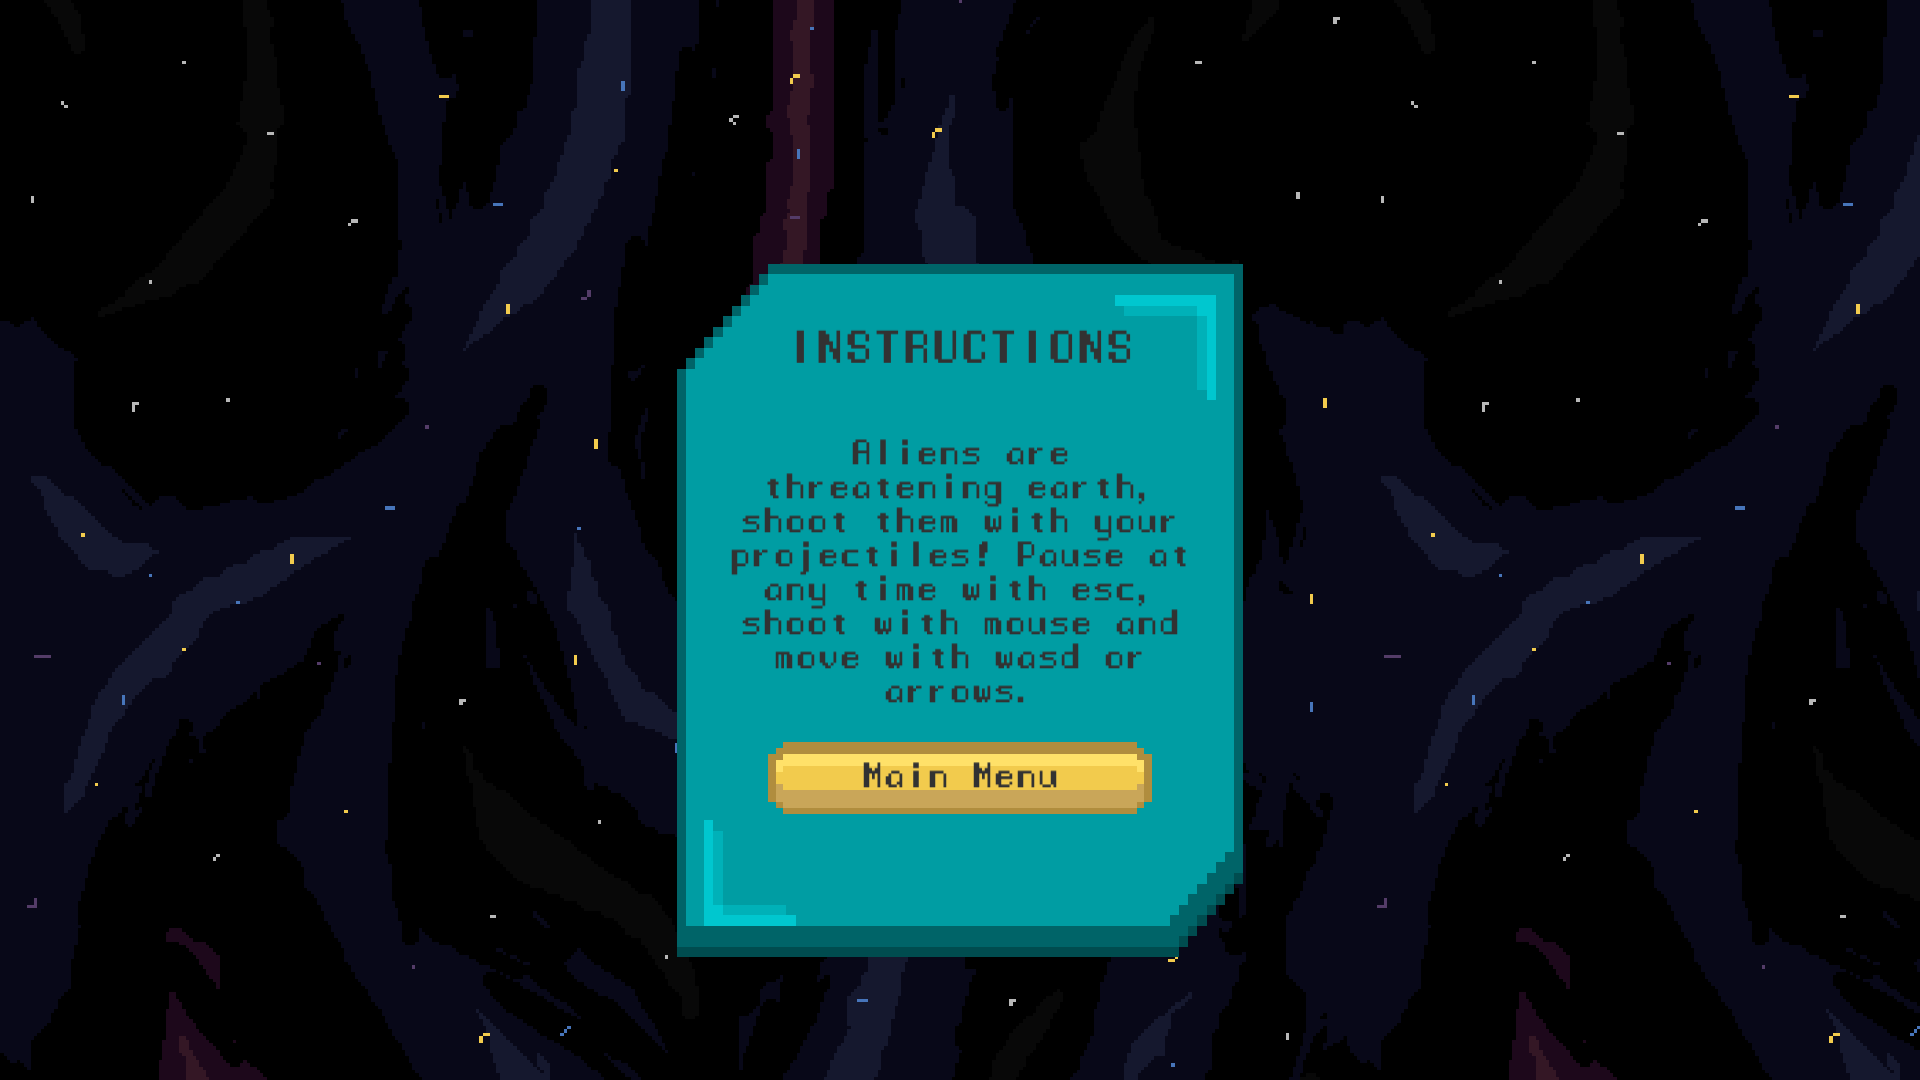 INSTRUCTIONS
Aliens are
threatening earth,
shoot them with your
projectiles! Pause at
any time with esc,
shoot with mouse and
move with wasd or
arrows.
Main Menu